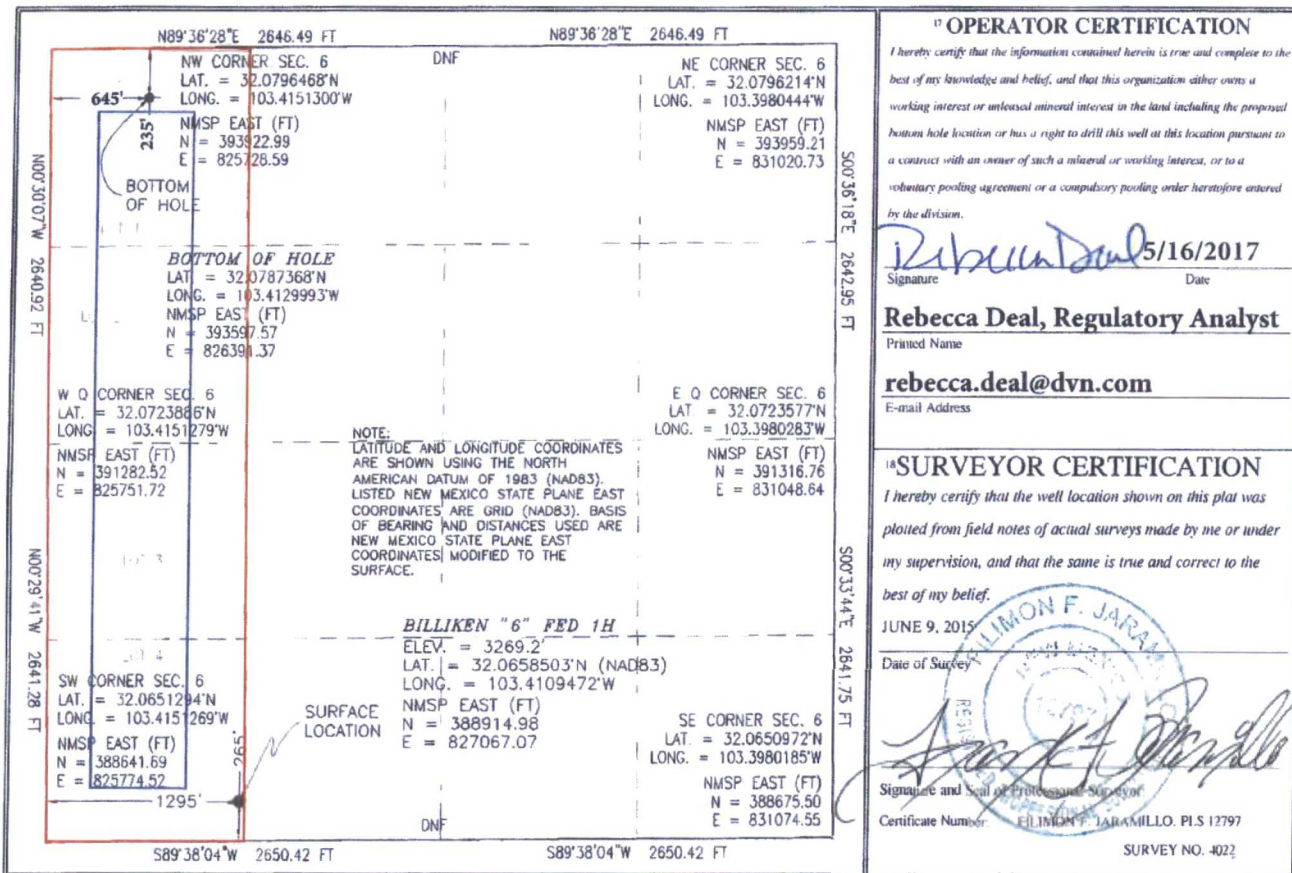 N89°36'28"E 2646.49 FT
N89°36'28"E 2646.49 FT
DNF
NW CORNER SEC. 6
LAT. = 32.0796468'N
LONG. = 103.4151300'W
NMSP EAST (FT)
N = 393922.99
E = 825728.59
NE CORNER SEC. 6
LAT. = 32.0796214'N
LONG. = 103.3980444'W
NMSP EAST (FT)
N = 393959.21
E = 831020.73
645'
235'
BOTTOM
OF HOLE
N00°30'07"W 2640.92 FT
S00°36'18"E 2642.95 FT
BOTTOM OF HOLE
LAT. = 32.0787368'N
LONG. = 103.4129993'W
NMSP EAST (FT)
N = 393597.57
E = 826391.37
W Q CORNER SEC. 6
LAT. = 32.0723886'N
LONG. = 103.4151279'W
NMSP EAST (FT)
N = 391282.52
E = 825751.72
E Q CORNER SEC. 6
LAT. = 32.0723577'N
LONG. = 103.3980283'W
NMSP EAST (FT)
N = 391316.76
E = 831048.64
NOTE:
LATITUDE AND LONGITUDE COORDINATES
ARE SHOWN USING THE NORTH
AMERICAN DATUM OF 1983 (NAD83).
LISTED NEW MEXICO STATE PLANE EAST
COORDINATES ARE GRID (NAD83). BASIS
OF BEARING AND DISTANCES USED ARE
NEW MEXICO STATE PLANE EAST
COORDINATES MODIFIED TO THE
SURFACE.
LOT 3
LOT 4
N00°29'41"W 2641.28 FT
S00°33'44"E 2641.75 FT
BILLIKEN "6" FED 1H
ELEV. = 3269.2'
LAT. = 32.0658503'N (NAD83)
LONG. = 103.4109472'W
NMSP EAST (FT)
N = 388914.98
E = 827067.07
SW CORNER SEC. 6
LAT. = 32.0651294'N
LONG. = 103.4151269'W
NMSP EAST (FT)
N = 388641.69
E = 825774.52
SURFACE
LOCATION
SE CORNER SEC. 6
LAT. = 32.0650972'N
LONG. = 103.3980185'W
NMSP EAST (FT)
N = 388675.50
E = 831074.55
265'
1295'
DNF
S89°38'04"W 2650.42 FT
S89°38'04"W 2650.42 FT
17 OPERATOR CERTIFICATION
I hereby certify that the information contained herein is true and complete to the
best of my knowledge and belief, and that this organization either owns a
working interest or unleased mineral interest in the land including the proposed
bottom hole location or has a right to drill this well at this location pursuant to
a contract with an owner of such a mineral or working interest, or to a
voluntary pooling agreement or a compulsory pooling order heretofore entered
by the division.
Rebecca Deal 5/16/2017
Signature Date
Rebecca Deal, Regulatory Analyst
Printed Name
rebecca.deal@dvn.com
E-mail Address
18 SURVEYOR CERTIFICATION
I hereby certify that the well location shown on this plat was
plotted from field notes of actual surveys made by me or under
my supervision, and that the same is true and correct to the
best of my belief.
JUNE 9, 2015
Date of Survey
FILIMON F. JARAMILLO
Signature and Seal of Professional Surveyor
Certificate Number: FILIMON F. JARAMILLO, PLS 12797
SURVEY NO. 4022